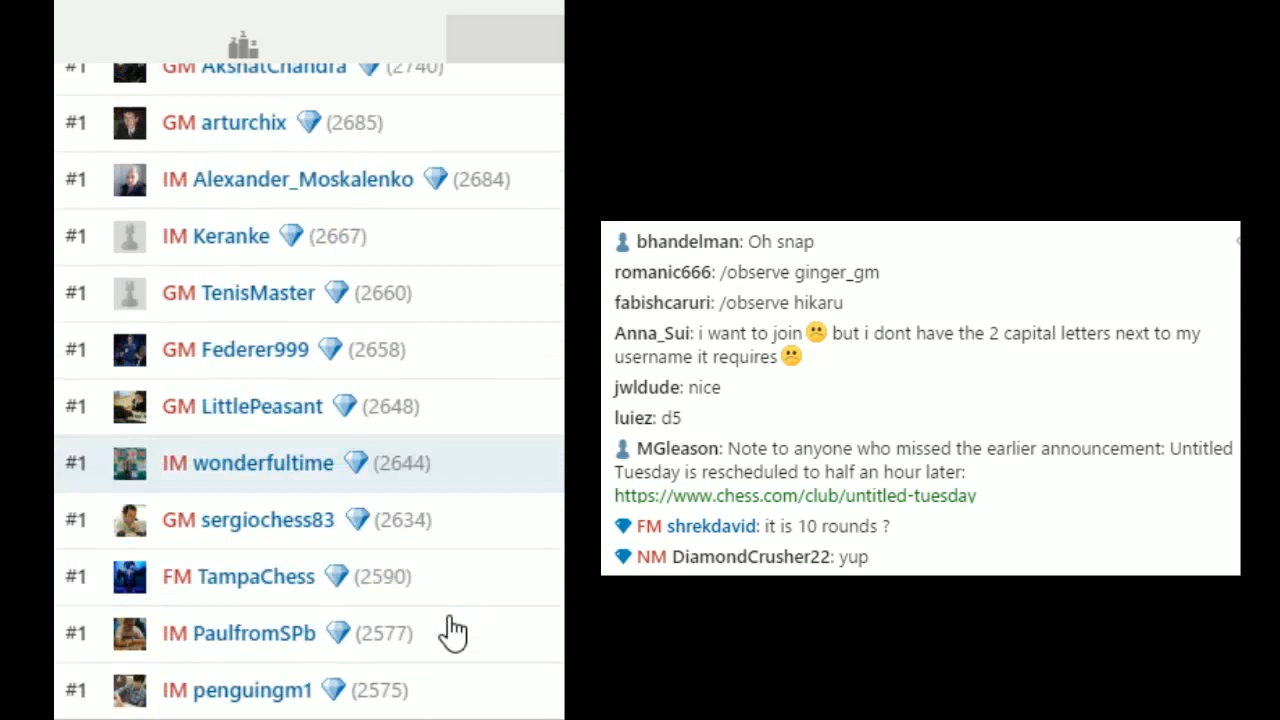 #1 GM AkshatChandra (2740)
#1 GM arturchix (2685)
#1 IM Alexander_Moskalenko (2684)
#1 IM Keranke (2667)
#1 GM TenisMaster (2660)
#1 GM Federer999 (2658)
#1 GM LittlePeasant (2648)
#1 IM wonderfultime (2644)
#1 GM sergiochess83 (2634)
#1 FM TampaChess (2590)
#1 IM PaulfromSPb (2577)
#1 IM penguingm1 (2575)
bhandelman: Oh snap
romanic666: /observe ginger_gm
fabishcaruri: /observe hikaru
Anna_Sui: i want to join 😕 but i dont have the 2 capital letters next to my
username it requires 😕
jwldude: nice
luiez: d5
MGleason: Note to anyone who missed the earlier announcement: Untitled
Tuesday is rescheduled to half an hour later:
https://www.chess.com/club/untitled-tuesday
FM shrekdavid: it is 10 rounds ?
NM DiamondCrusher22: yup